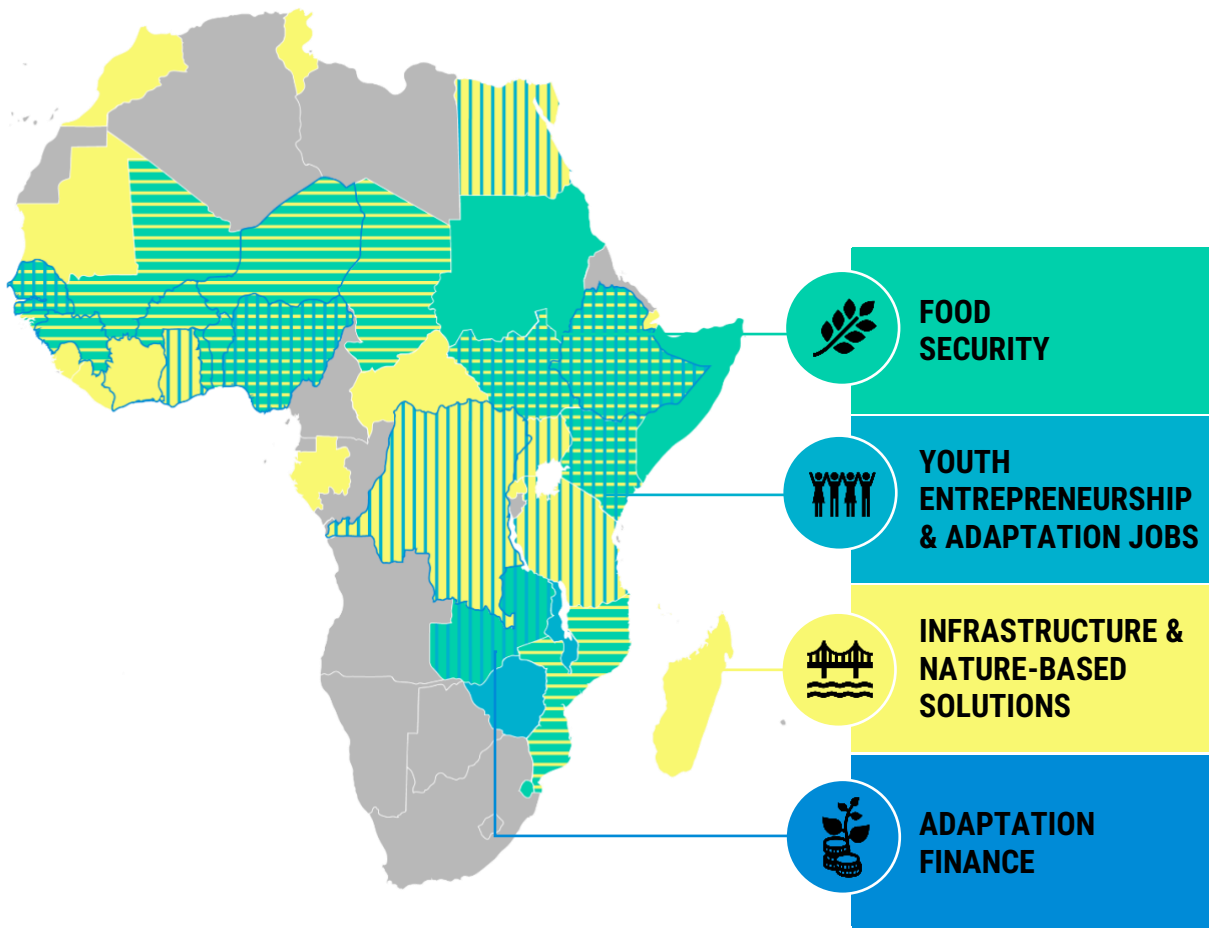 FOOD
SECURITY
YOUTH
ENTREPRENEURSHIP
& ADAPTATION JOBS
INFRASTRUCTURE &
NATURE-BASED
SOLUTIONS
ADAPTATION
FINANCE